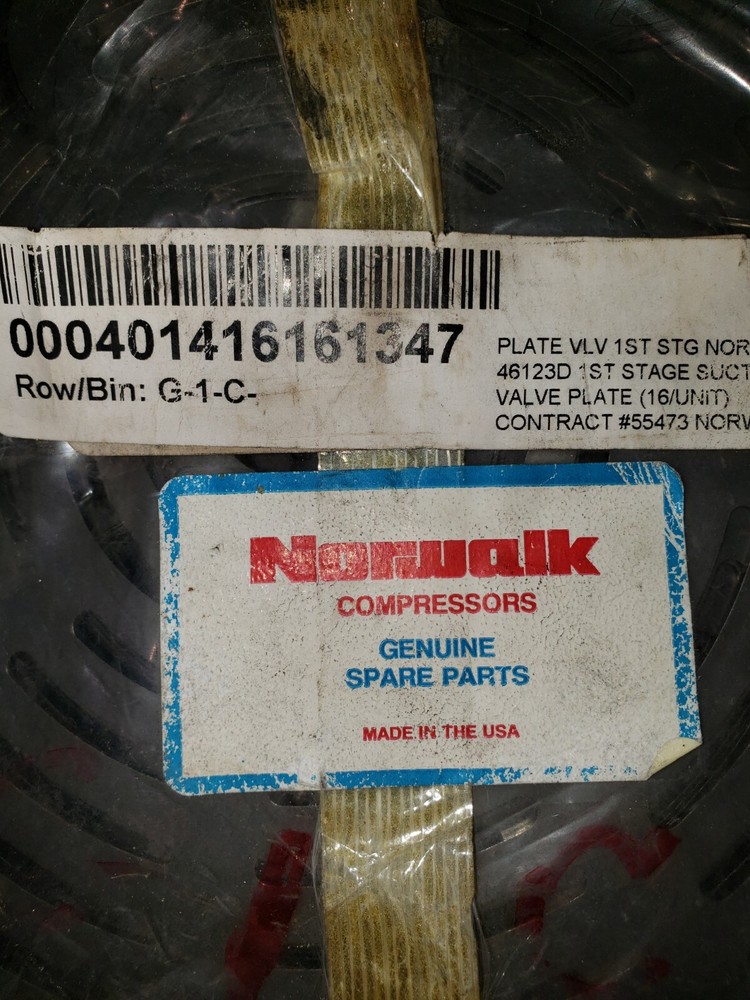 000401416161347
Row/Bin: G-1-C-
PLATE VLV 1ST STG NOR
46123D 1ST STAGE SUCT
VALVE PLATE (16/UNIT)
CONTRACT #55473 NORW
Norwalk
COMPRESSORS
GENUINE
SPARE PARTS
MADE IN THE USA